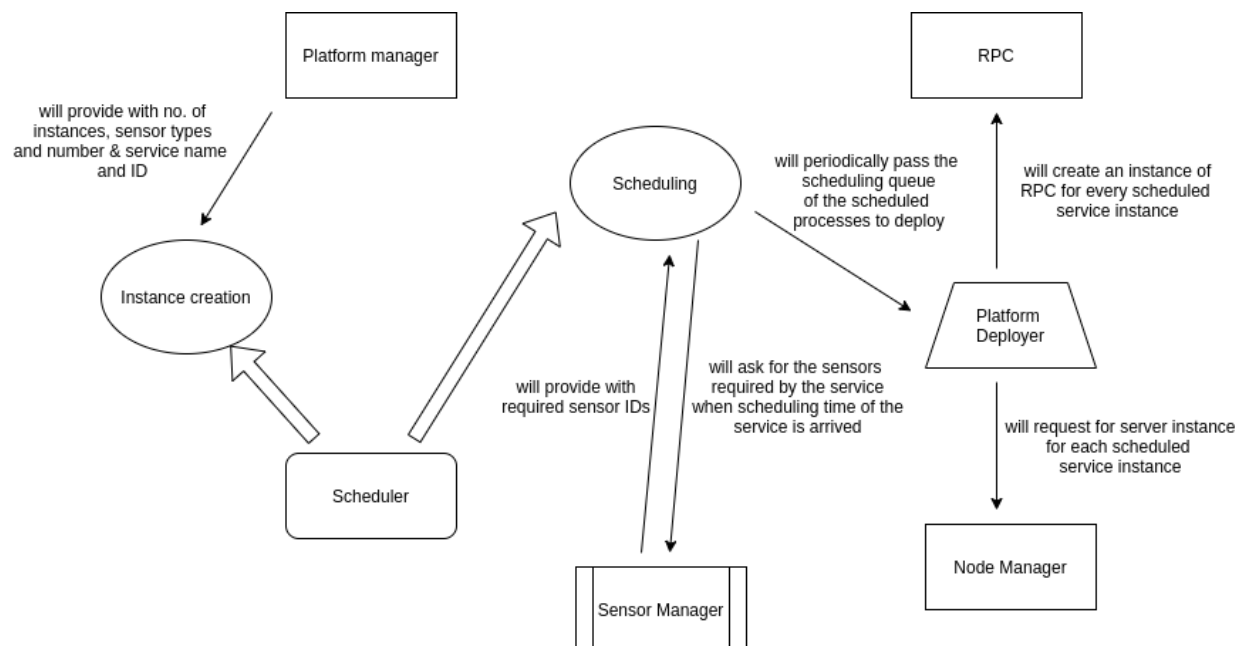 Platform manager
RPC
will provide with no. of
instances, sensor types
and number & service name
and ID
Scheduling
will periodically pass the
scheduling queue
of the scheduled
processes to deploy
will create an instance of
RPC for every scheduled
service instance
Instance creation
Platform
Deployer
will provide with
required sensor IDs
will ask for the sensors
required by the service
when scheduling time of the
service is arrived
will request for server instance
for each scheduled
service instance
Scheduler
Node Manager
Sensor Manager